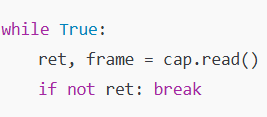 while True:
    ret, frame = cap.read()
    if not ret: break